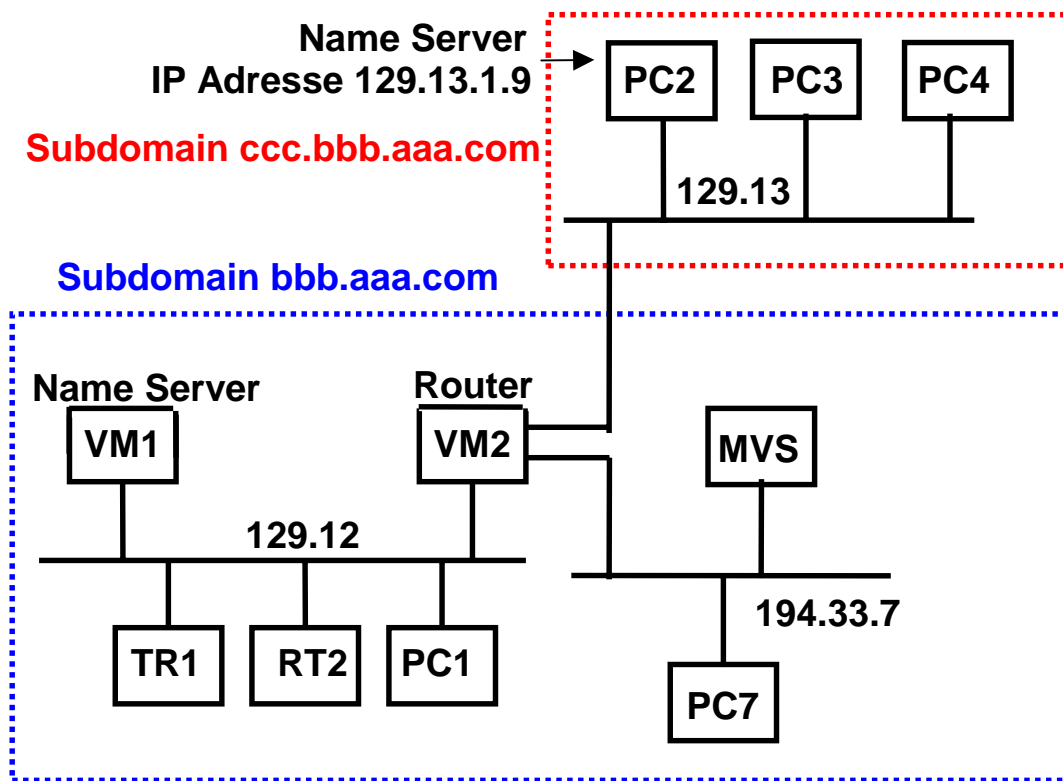 Name Server
IP Adresse 129.13.1.9
PC2
PC3
PC4
Subdomain ccc.bbb.aaa.com
129.13
Subdomain bbb.aaa.com
Name Server
Router
VM1
VM2
MVS
129.12
194.33.7
TR1
RT2
PC1
PC7